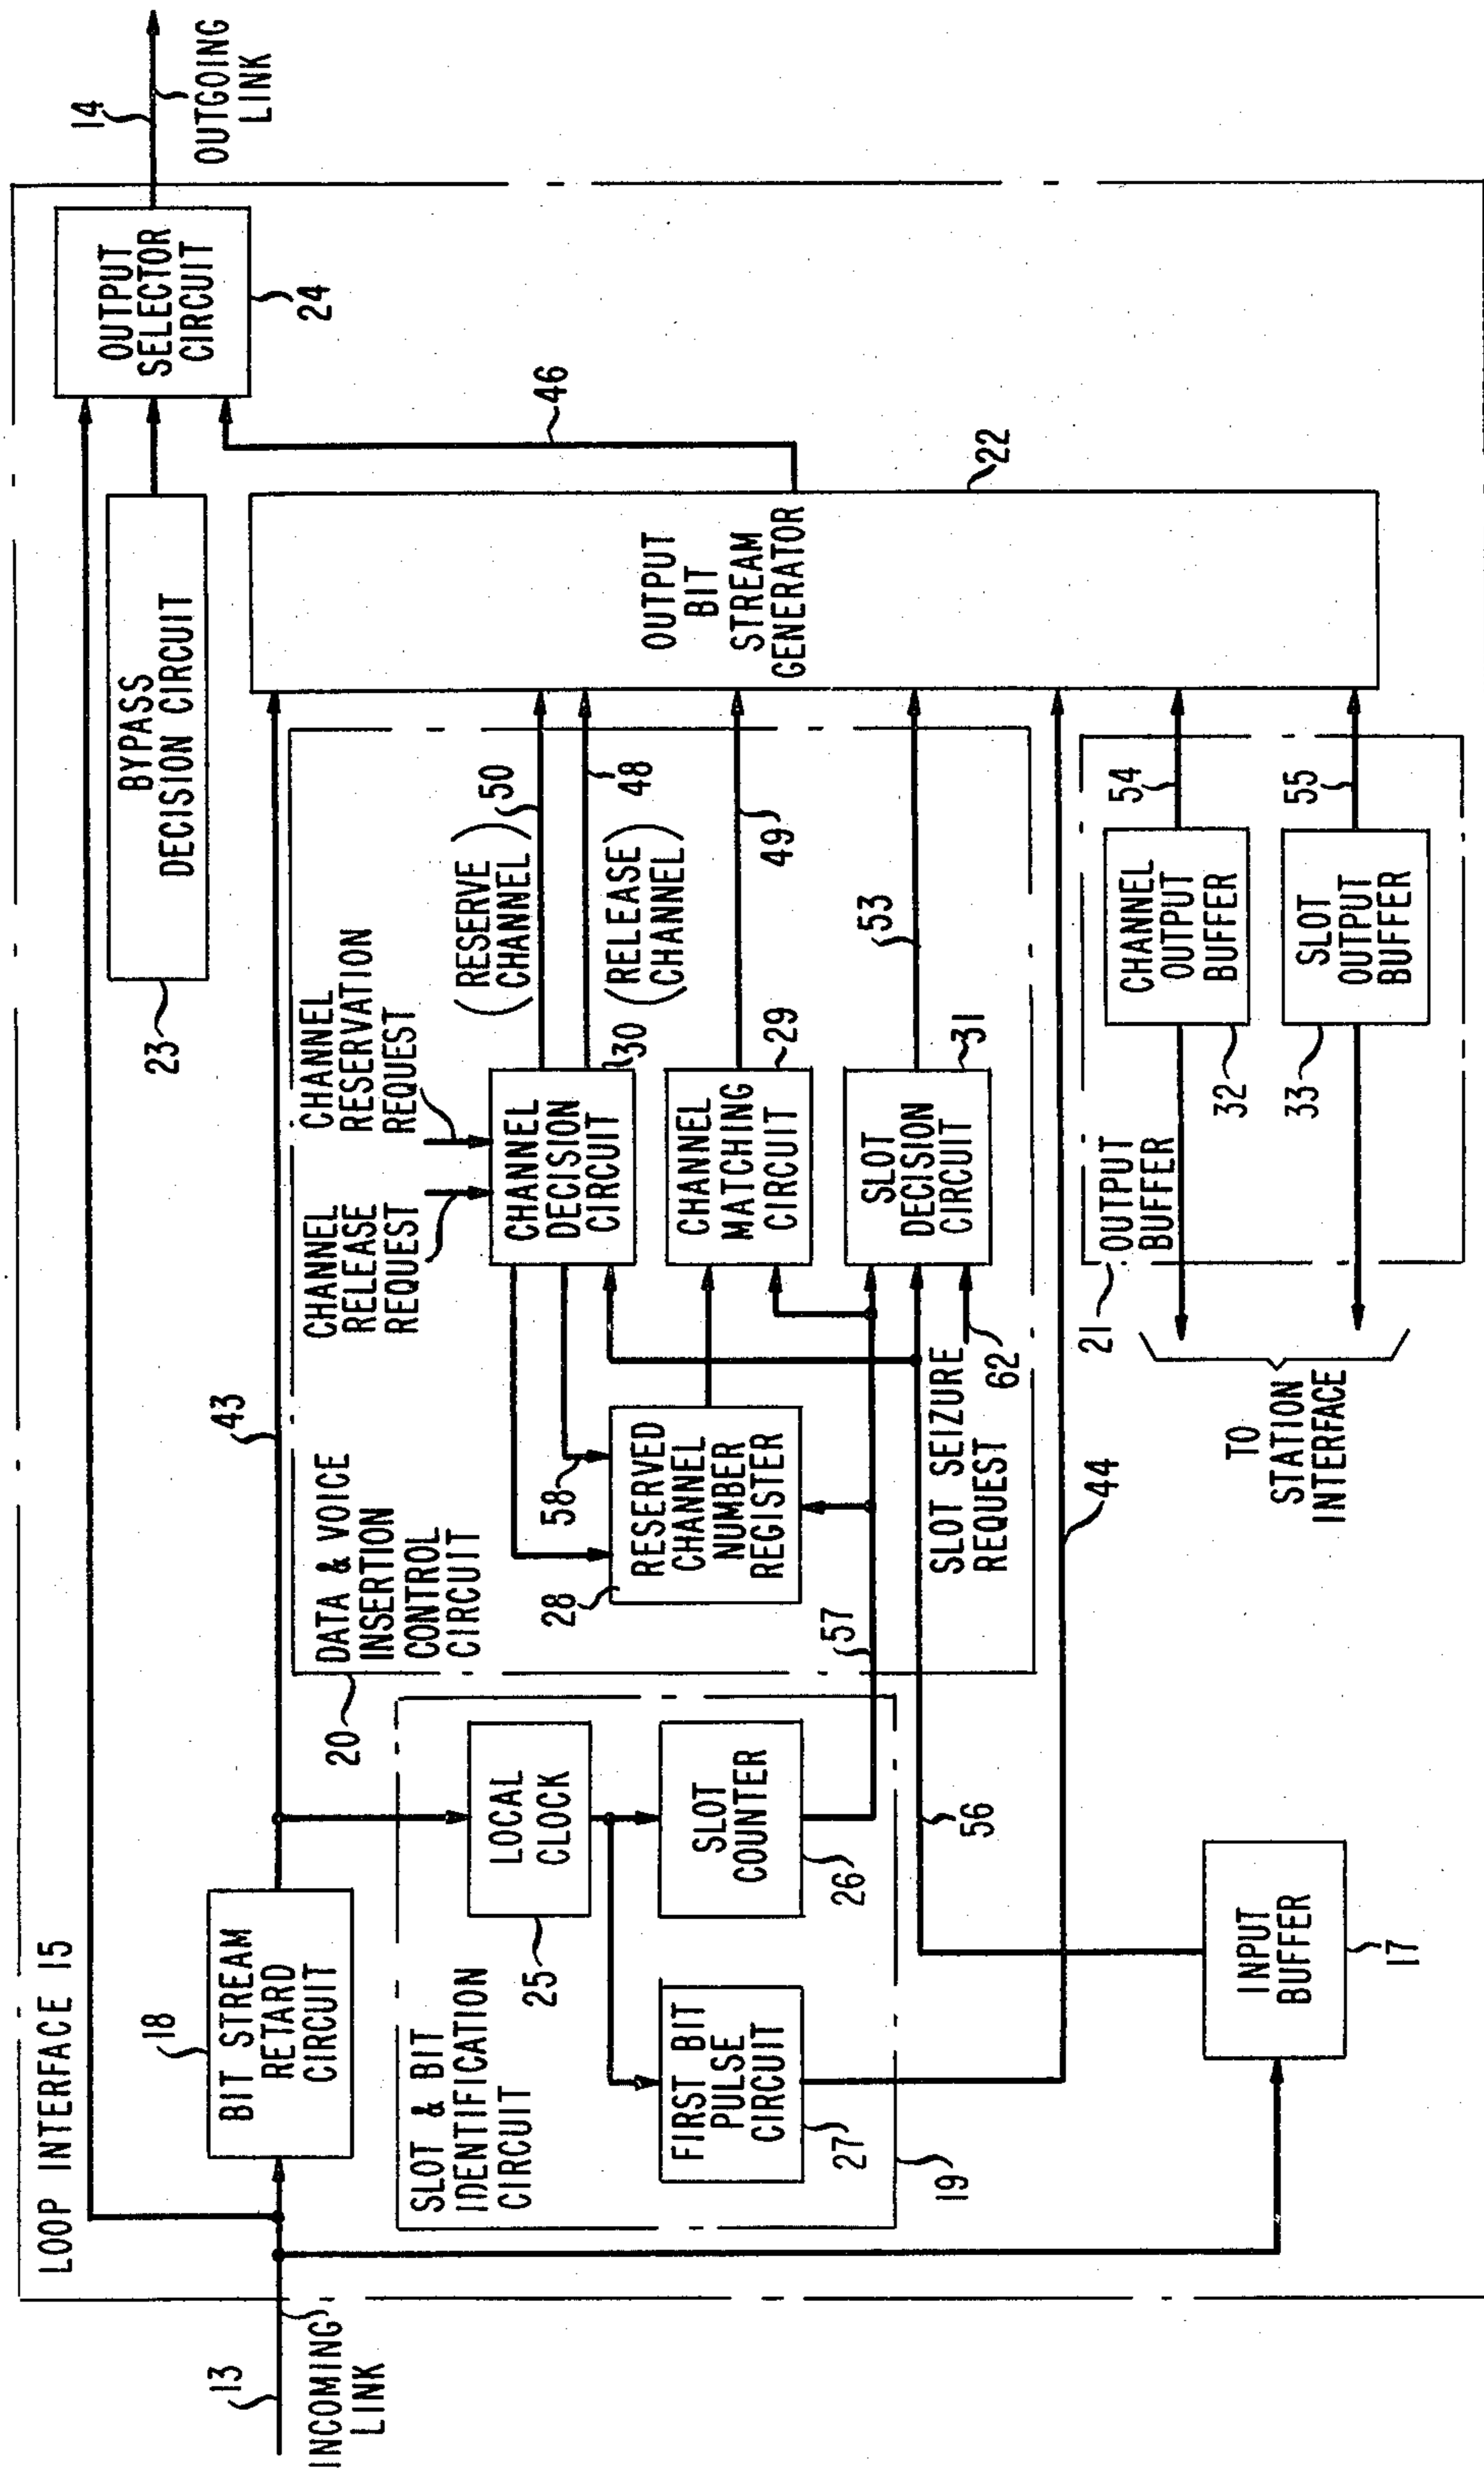 LOOP INTERFACE 15
13
INCOMING
LINK
18
BIT STREAM
RETARD
CIRCUIT
43
BYPASS
DECISION CIRCUIT
23
OUTPUT
SELECTOR
CIRCUIT
24
14
OUTGOING
LINK
SLOT & BIT
IDENTIFICATION
CIRCUIT
19
LOCAL
CLOCK
25
SLOT
COUNTER
26
FIRST BIT
PULSE
CIRCUIT
27
20
DATA & VOICE
INSERTION
CONTROL
CIRCUIT
CHANNEL
RELEASE
REQUEST
CHANNEL
RESERVATION
REQUEST
CHANNEL
DECISION
CIRCUIT
30
(RESERVE
CHANNEL)
50
48
(RELEASE
CHANNEL)
58
RESERVED
CHANNEL
NUMBER
REGISTER
28
CHANNEL
MATCHING
CIRCUIT
29
49
SLOT
DECISION
CIRCUIT
31
53
57
56
SLOT SEIZURE
REQUEST
62
44
OUTPUT
BIT
STREAM
GENERATOR
22
46
INPUT
BUFFER
17
21
OUTPUT
BUFFER
CHANNEL
OUTPUT
BUFFER
32
54
SLOT
OUTPUT
BUFFER
33
55
TO
STATION
INTERFACE